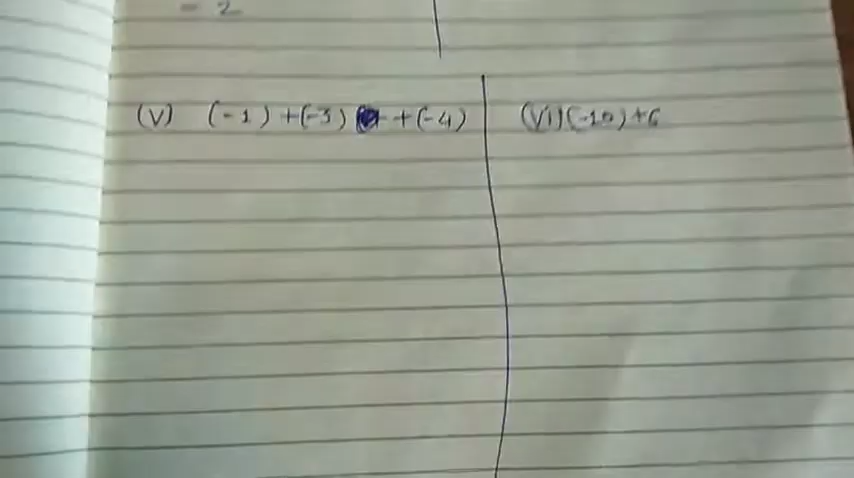 = 2
(V) (-1) + (-3) + (-4)
(VI) (-10) + 6